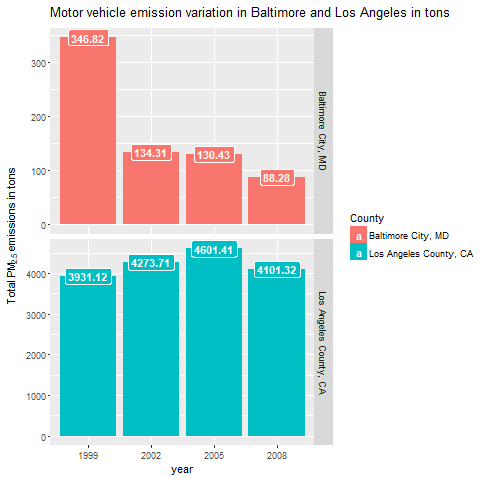 Motor vehicle emission variation in Baltimore and Los Angeles in tons
Total PM2.5 emissions in tons
300
200
100
0
346.82
134.31
130.43
88.28
Baltimore City, MD
4000
3000
2000
1000
0
3931.12
4273.71
4601.41
4101.32
Los Angeles County, CA
1999
2002
2005
2008
year
County
a Baltimore City, MD
a Los Angeles County, CA